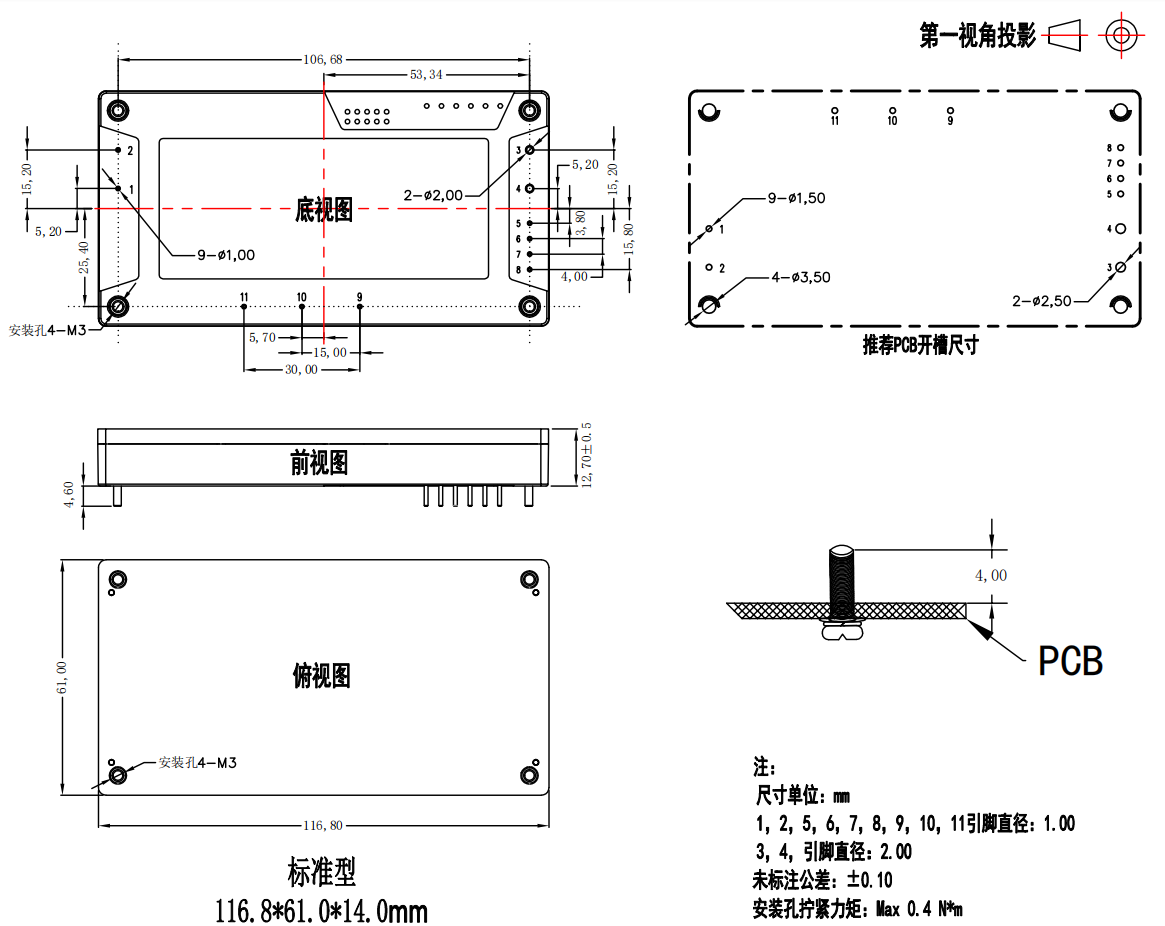 第一视角投影
106,68
53,34
2
1
3
4
5
6
7
8
11
10
9
15,20
5,20
25,40
5,20
15,20
3,80
15,80
4,00
2-ø2,00
9-ø1,00
底视图
安装孔4-M3
5,70
15,00
30,00
11
10
9
8
7
6
5
4
3
1
2
9-ø1,50
4-ø3,50
2-ø2,50
推荐PCB开槽尺寸
前视图
4,60
12,70±0.5
俯视图
61,00
安装孔4-M3
116,80
4,00
PCB
标准型
116.8*61.0*14.0mm
注:
尺寸单位: mm
1, 2, 5, 6, 7, 8, 9, 10, 11引脚直径: 1.00
3, 4, 引脚直径: 2.00
未标注公差: ±0.10
安装孔拧紧力矩: Max 0.4 N*m